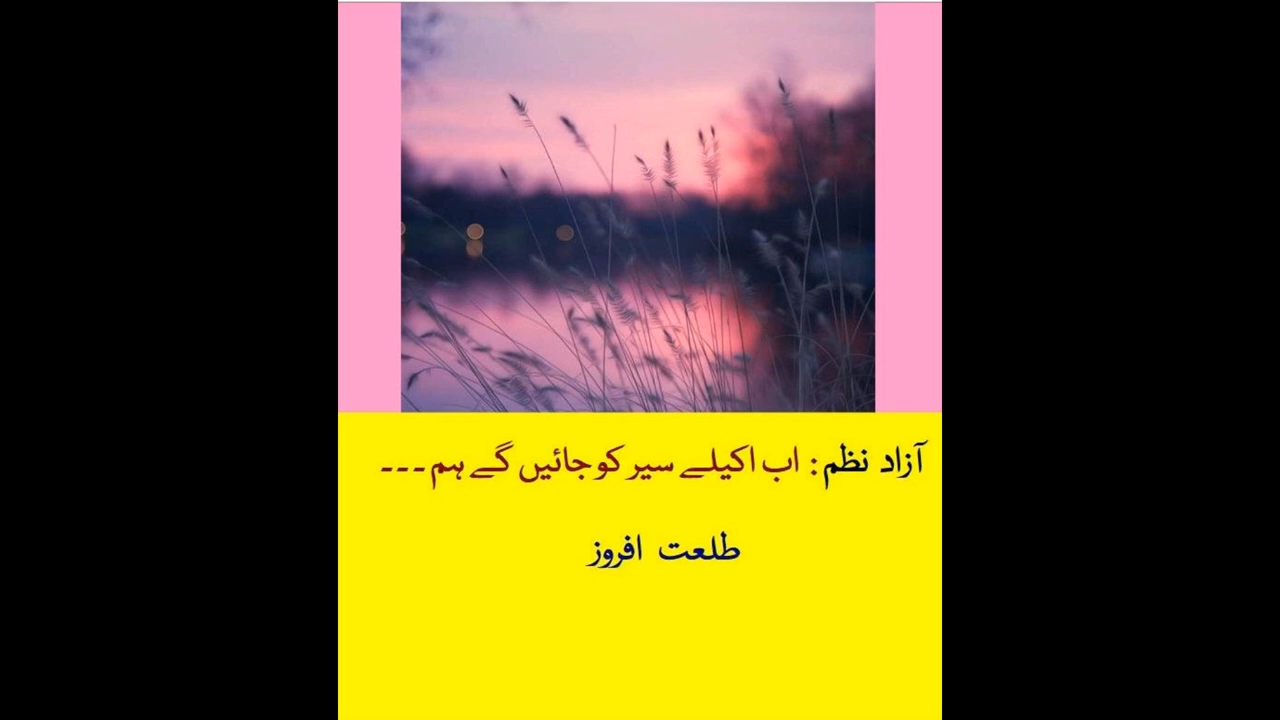 آزاد نظم: اب اکیلے سیر کو جائیں گے ہم ۔۔۔
طلعت افروز